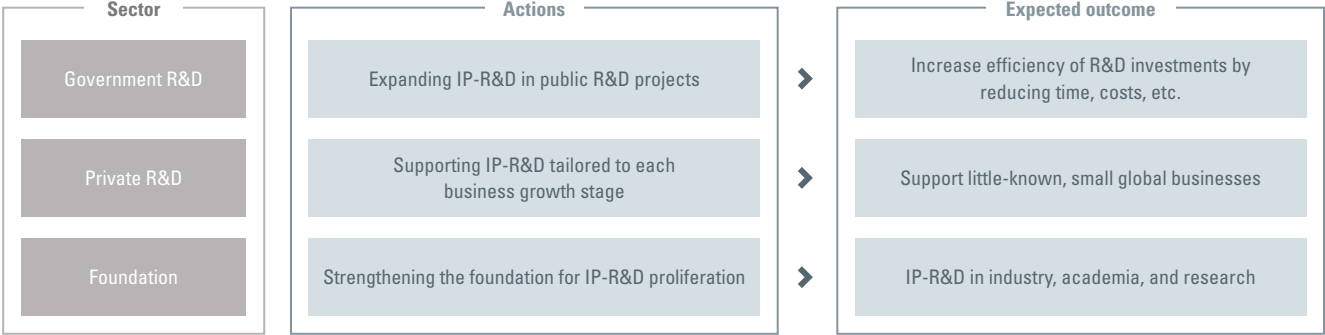 Sector
Actions
Expected outcome
Government R&D
Expanding IP-R&D in public R&D projects
Increase efficiency of R&D investments by
reducing time, costs, etc.
Private R&D
Supporting IP-R&D tailored to each
business growth stage
Support little-known, small global businesses
Foundation
Strengthening the foundation for IP-R&D proliferation
IP-R&D in industry, academia, and research